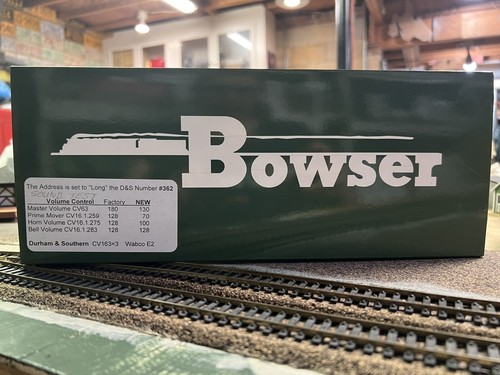 Bowser
The Address is set to "Long" the D&S Number #362
SOUND TEST
Volume Control Factory NEW
Master Volume CV63 180 130
Prime Mover CV16.1.259 128 70
Horn Volume CV16.1.275 128 100
Bell Volume CV16.1.283 128 128
Durham & Southern CV163=3 Wabco E2